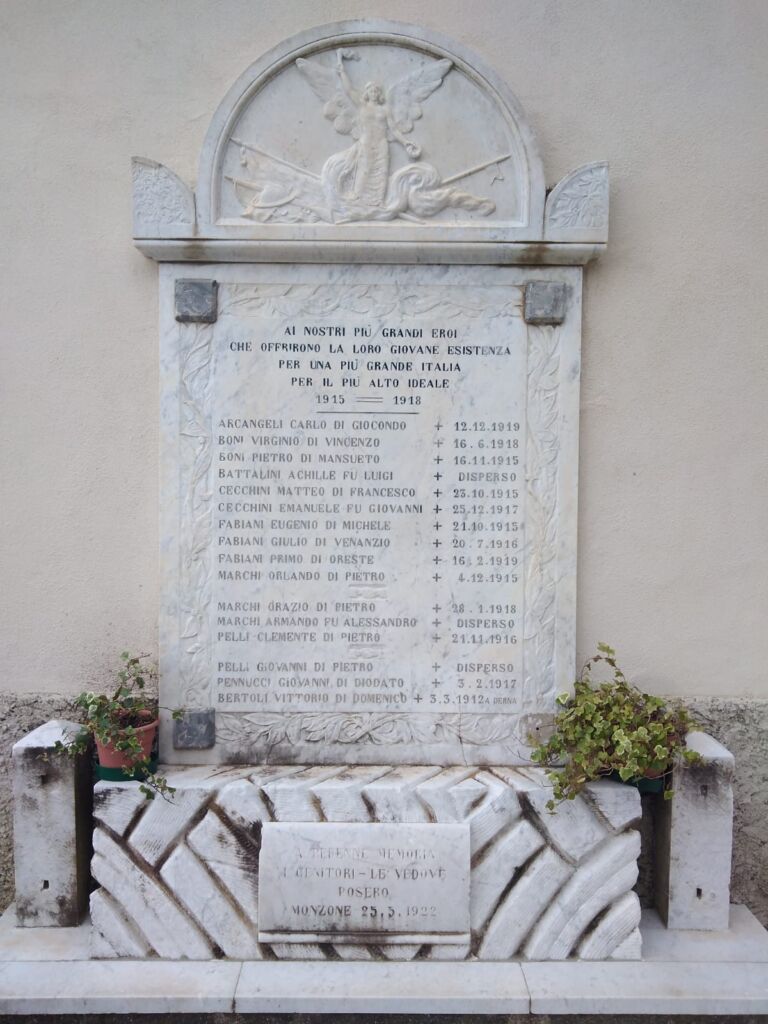 AI NOSTRI PIÚ GRANDI EROI
CHE OFFRIRONO LA LORO GIOVANE ESISTENZA
PER UNA PIÚ GRANDE ITALIA
PER IL PIÚ ALTO IDEALE
1915 = 1918
ARCANGELI CARLO DI GIOCONDO + 12.12.1919
BONI VIRGINIO DI VINCENZO + 16.6.1918
BONI PIETRO DI MANSUETO + 16.11.1915
BATTALINI ACHILLE FU LUIGI + DISPERSO
CECCHINI MATTEO DI FRANCESCO + 23.10.1915
CECCHINI EMANUELE FU GIOVANNI + 25.12.1917
FABIANI EUGENIO DI MICHELE + 21.10.1915
FABIANI GIULIO DI VENANZIO + 20.7.1916
FABIANI PRIMO DI ORESTE + 16.2.1919
MARCHI ORLANDO DI PIETRO + 4.12.1915
MARCHI ORAZIO DI PIETRO + 28.1.1918
MARCHI ARMANDO FU ALESSANDRO + DISPERSO
PELLI CLEMENTE DI PIETRO + 21.11.1916
PELLI GIOVANNI DI PIETRO + DISPERSO
PENNUCCI GIOVANNI DI DIODATO + 3.2.1917
BERTOLI VITTORIO DI DOMENICO + 3.3.1912 A DERNA
A PERENNE MEMORIA
I GENITORI - LE VEDOVE
POSERO
MONZONE 25.5.1922